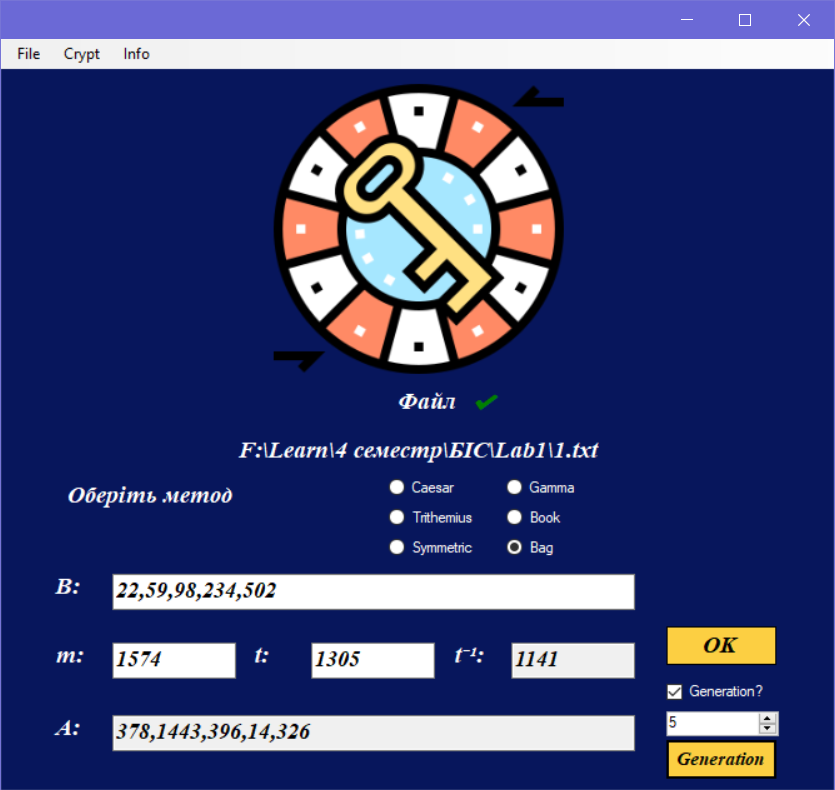 File Crypt Info
Файл
F:\Learn\4 семестр\БІС\Lab1\1.txt
Оберіть метод
Caesar Gamma
Trithemius Book
Symmetric Bag
B: 22,59,98,234,502
m: 1574 t: 1305 t⁻¹: 1141
OK
Generation?
5
A: 378,1443,396,14,326
Generation